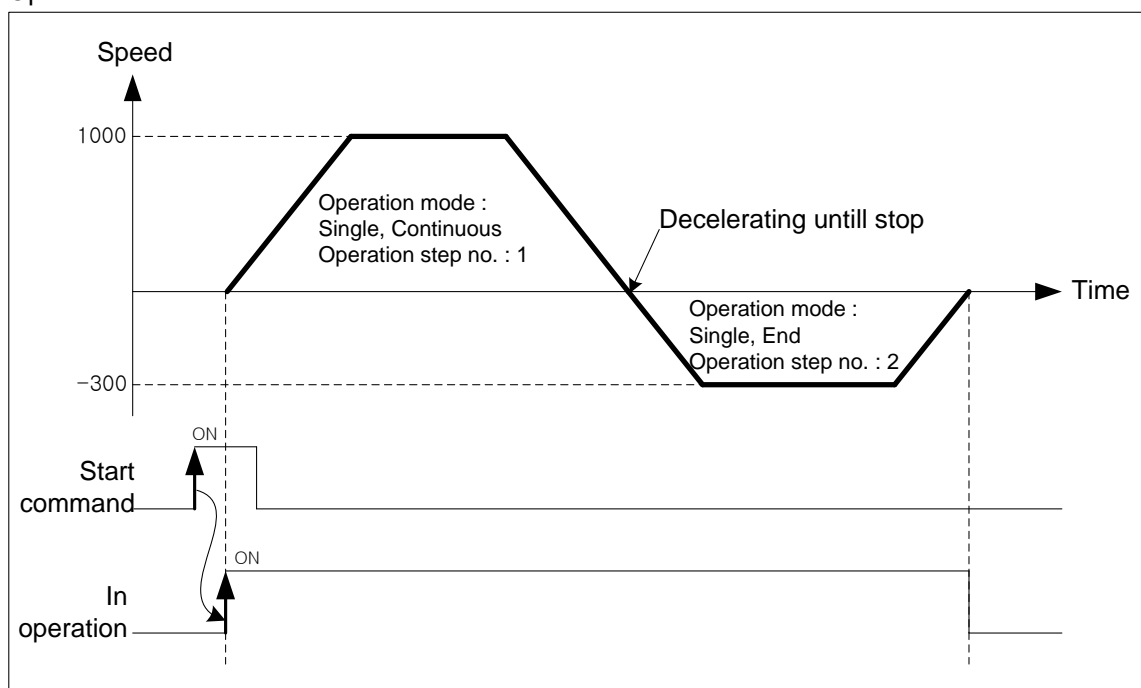 Speed
1000
Operation mode :
Single, Continuous
Operation step no. : 1
Decelerating untill stop
Time
Operation mode :
Single, End
Operation step no. : 2
-300
ON
Start
command
ON
In
operation